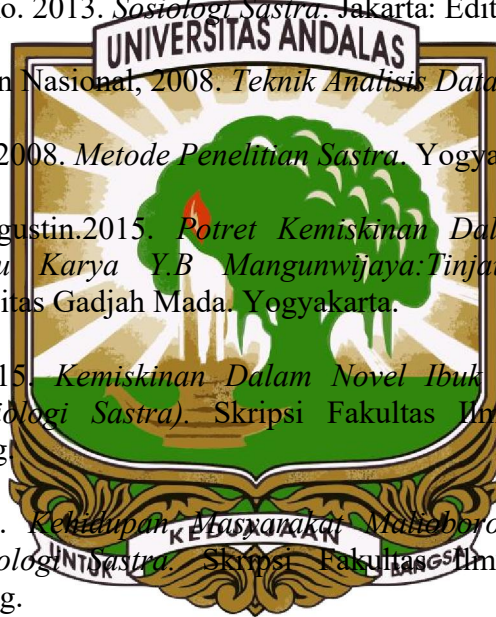 o. 2013. Sosiologi Sastra. Jakarta: Edit
UNIVERSITAS ANDALAS
n Nasional, 2008. Teknik Analisis Data
2008. Metode Penelitian Sastra. Yogya
gustin.2015. Potret Kemiskinan Dal
u Karya Y.B Mangunwijaya:Tinja
itas Gadjah Mada. Yogyakarta.
15. Kemiskinan Dalam Novel Ibuk
iologi Sastra). Skripsi Fakultas Ilm
g.
. Kehidupan Masyarakat Malioboro
ologi Sastra. Skripsi Fakultas Ilm
UNTUK KEDJAJAAN BANGSA
g.